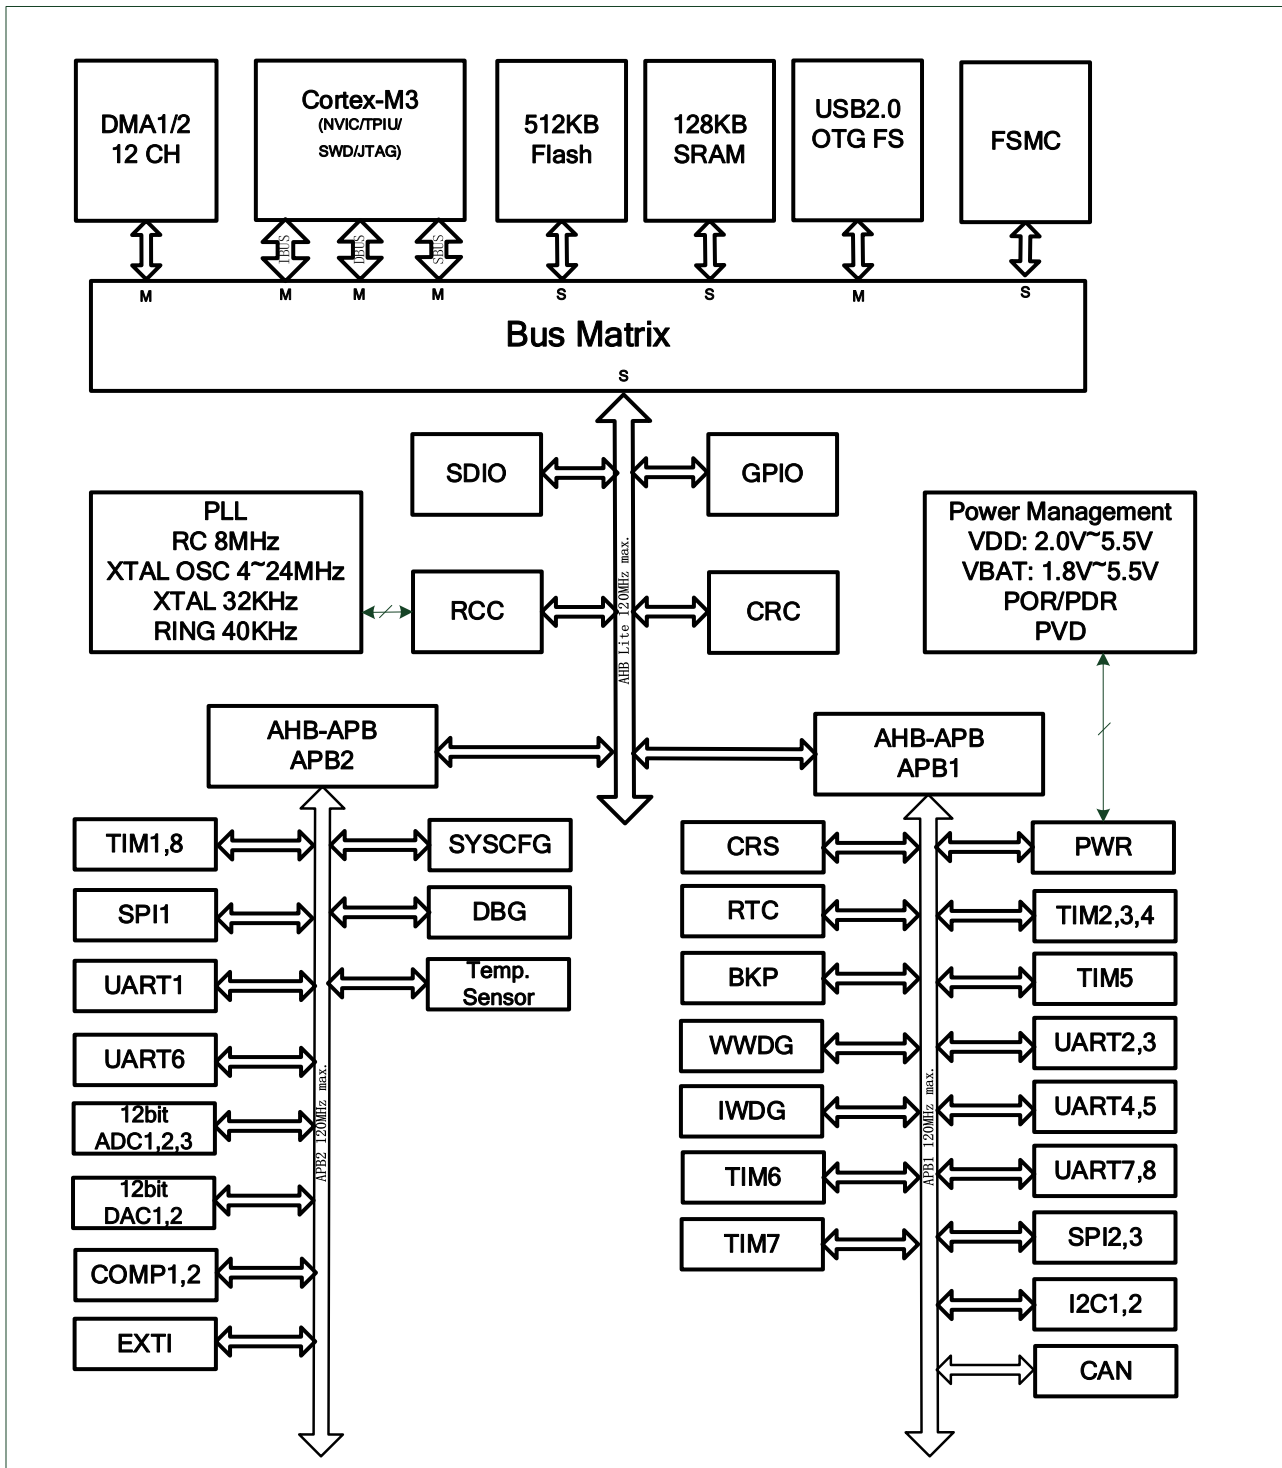 DMA1/2
12 CH
Cortex-M3
(NVIC/TPIU/
SWD/JTAG)
512KB
Flash
128KB
SRAM
USB2.0
OTG FS
FSMC
IBUS
DBUS
SBUS
M
M
M
M
S
S
M
S
Bus Matrix
S
SDIO
GPIO
PLL
RC 8MHz
XTAL OSC 4~24MHz
XTAL 32KHz
RING 40KHz
RCC
CRC
AHB Lite 120MHz max.
Power Management
VDD: 2.0V~5.5V
VBAT: 1.8V~5.5V
POR/PDR
PVD
AHB-APB
APB2
AHB-APB
APB1
TIM1,8
SPI1
UART1
UART6
12bit
ADC1,2,3
12bit
DAC1,2
COMP1,2
EXTI
APB2 120MHz max.
SYSCFG
DBG
Temp.
Sensor
CRS
RTC
BKP
WWDG
IWDG
TIM6
TIM7
APB1 120MHz max.
PWR
TIM2,3,4
TIM5
UART2,3
UART4,5
UART7,8
SPI2,3
I2C1,2
CAN